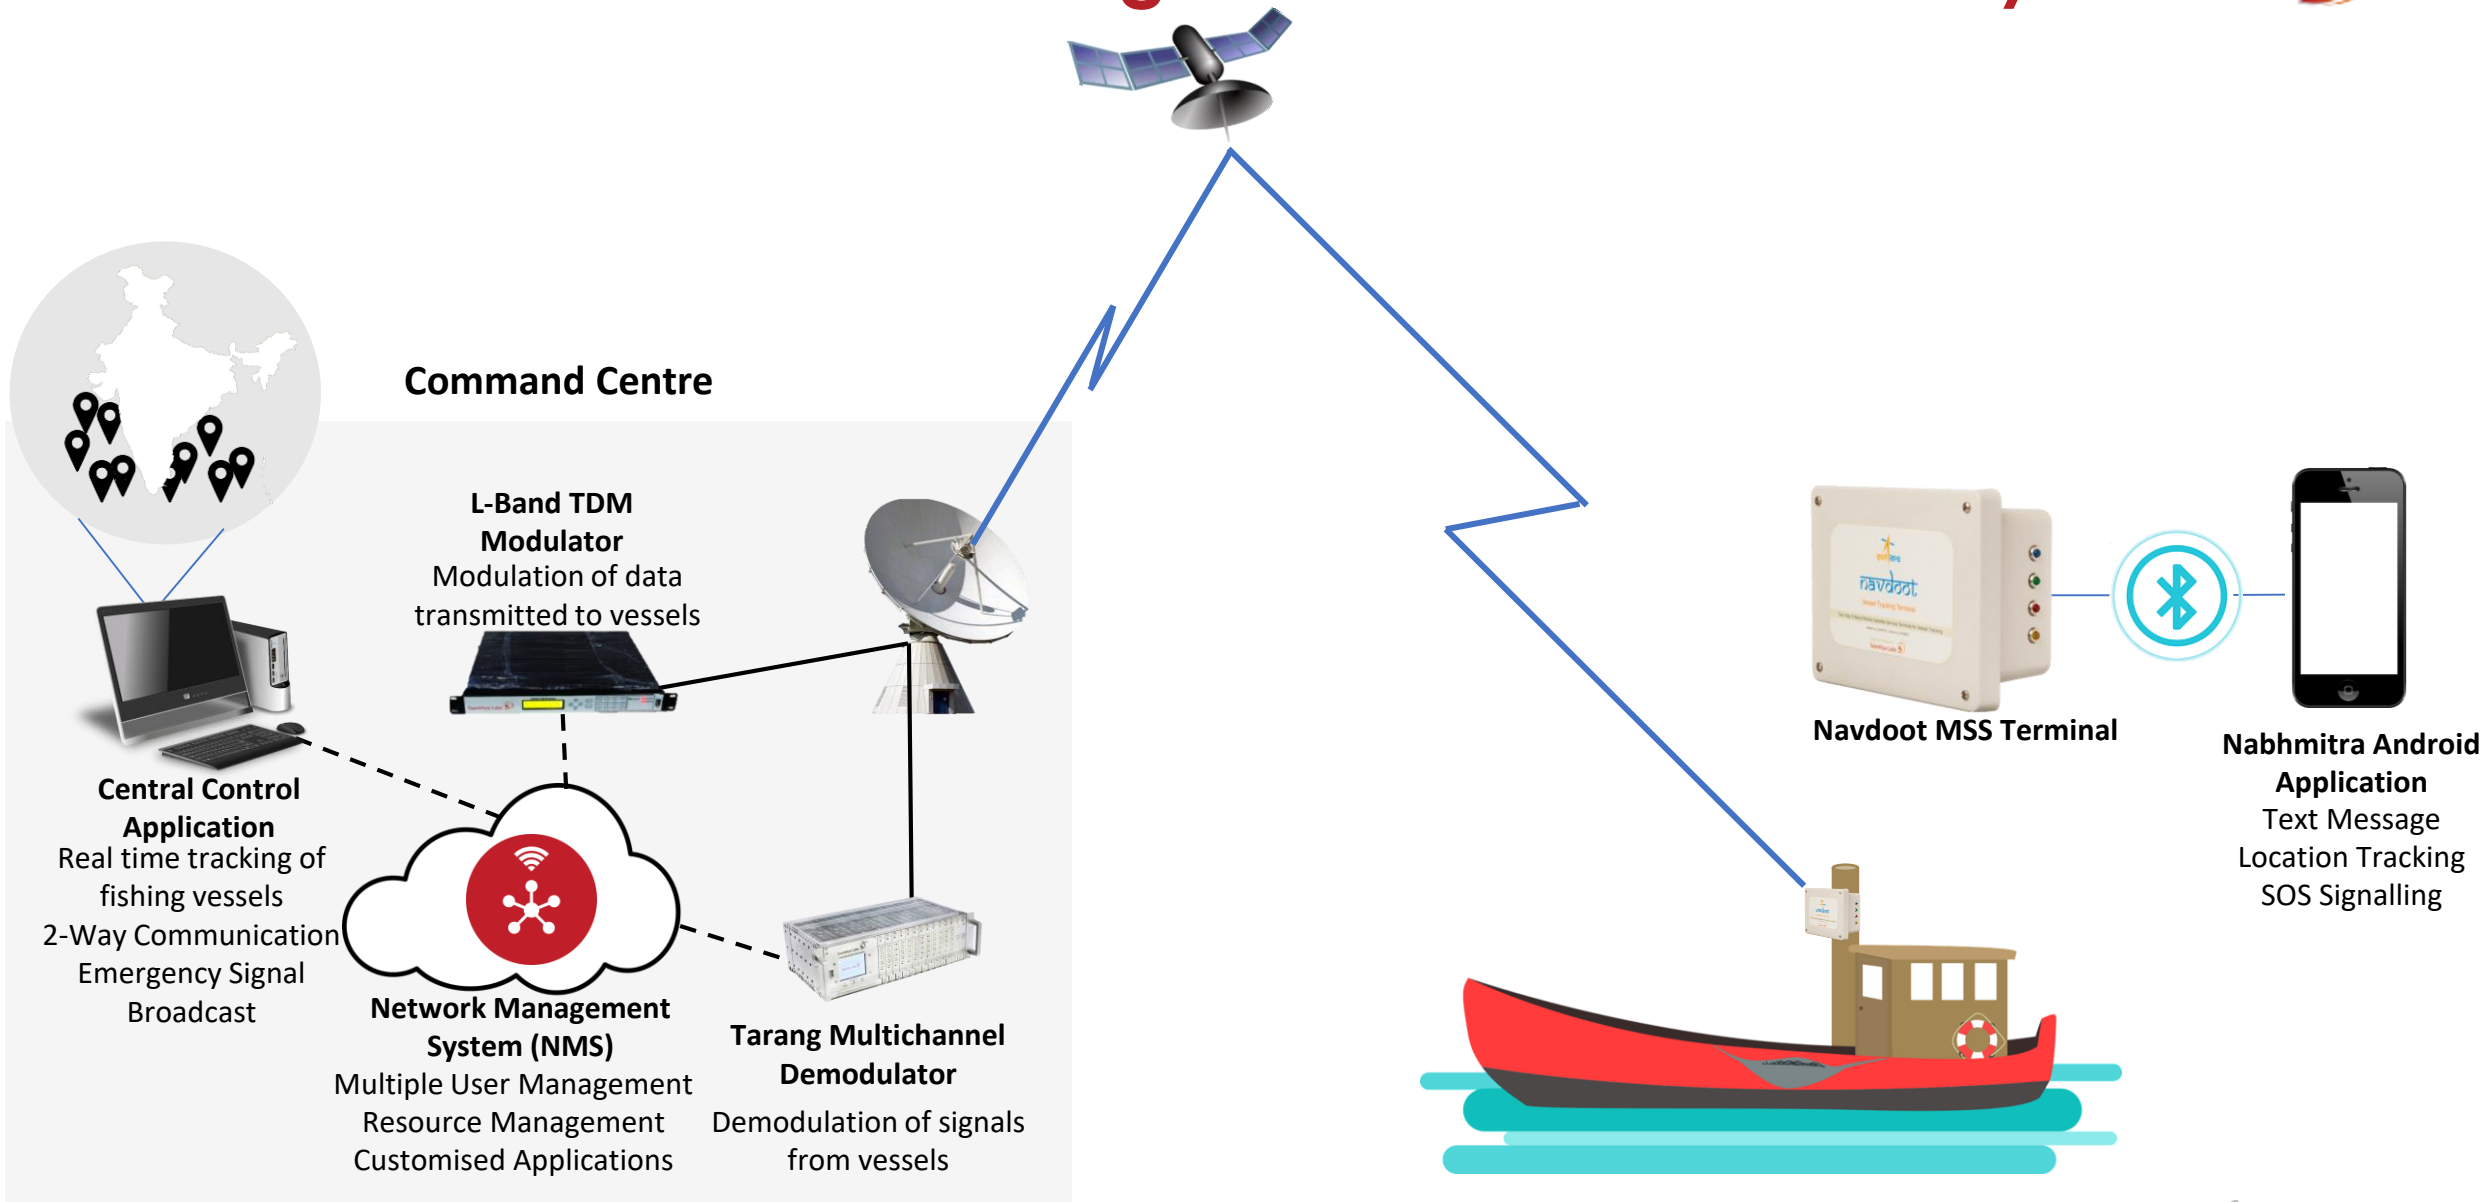 Command Centre
L-Band TDM
Modulator
Modulation of data
transmitted to vessels
Central Control
Application
Real time tracking of
fishing vessels
2-Way Communication
Emergency Signal
Broadcast
Network Management
System (NMS)
Multiple User Management
Resource Management
Customised Applications
Tarang Multichannel
Demodulator
Demodulation of signals
from vessels
navdoot
Vessel Tracking Terminal
Navdoot MSS Terminal
Nabhmitra Android
Application
Text Message
Location Tracking
SOS Signalling